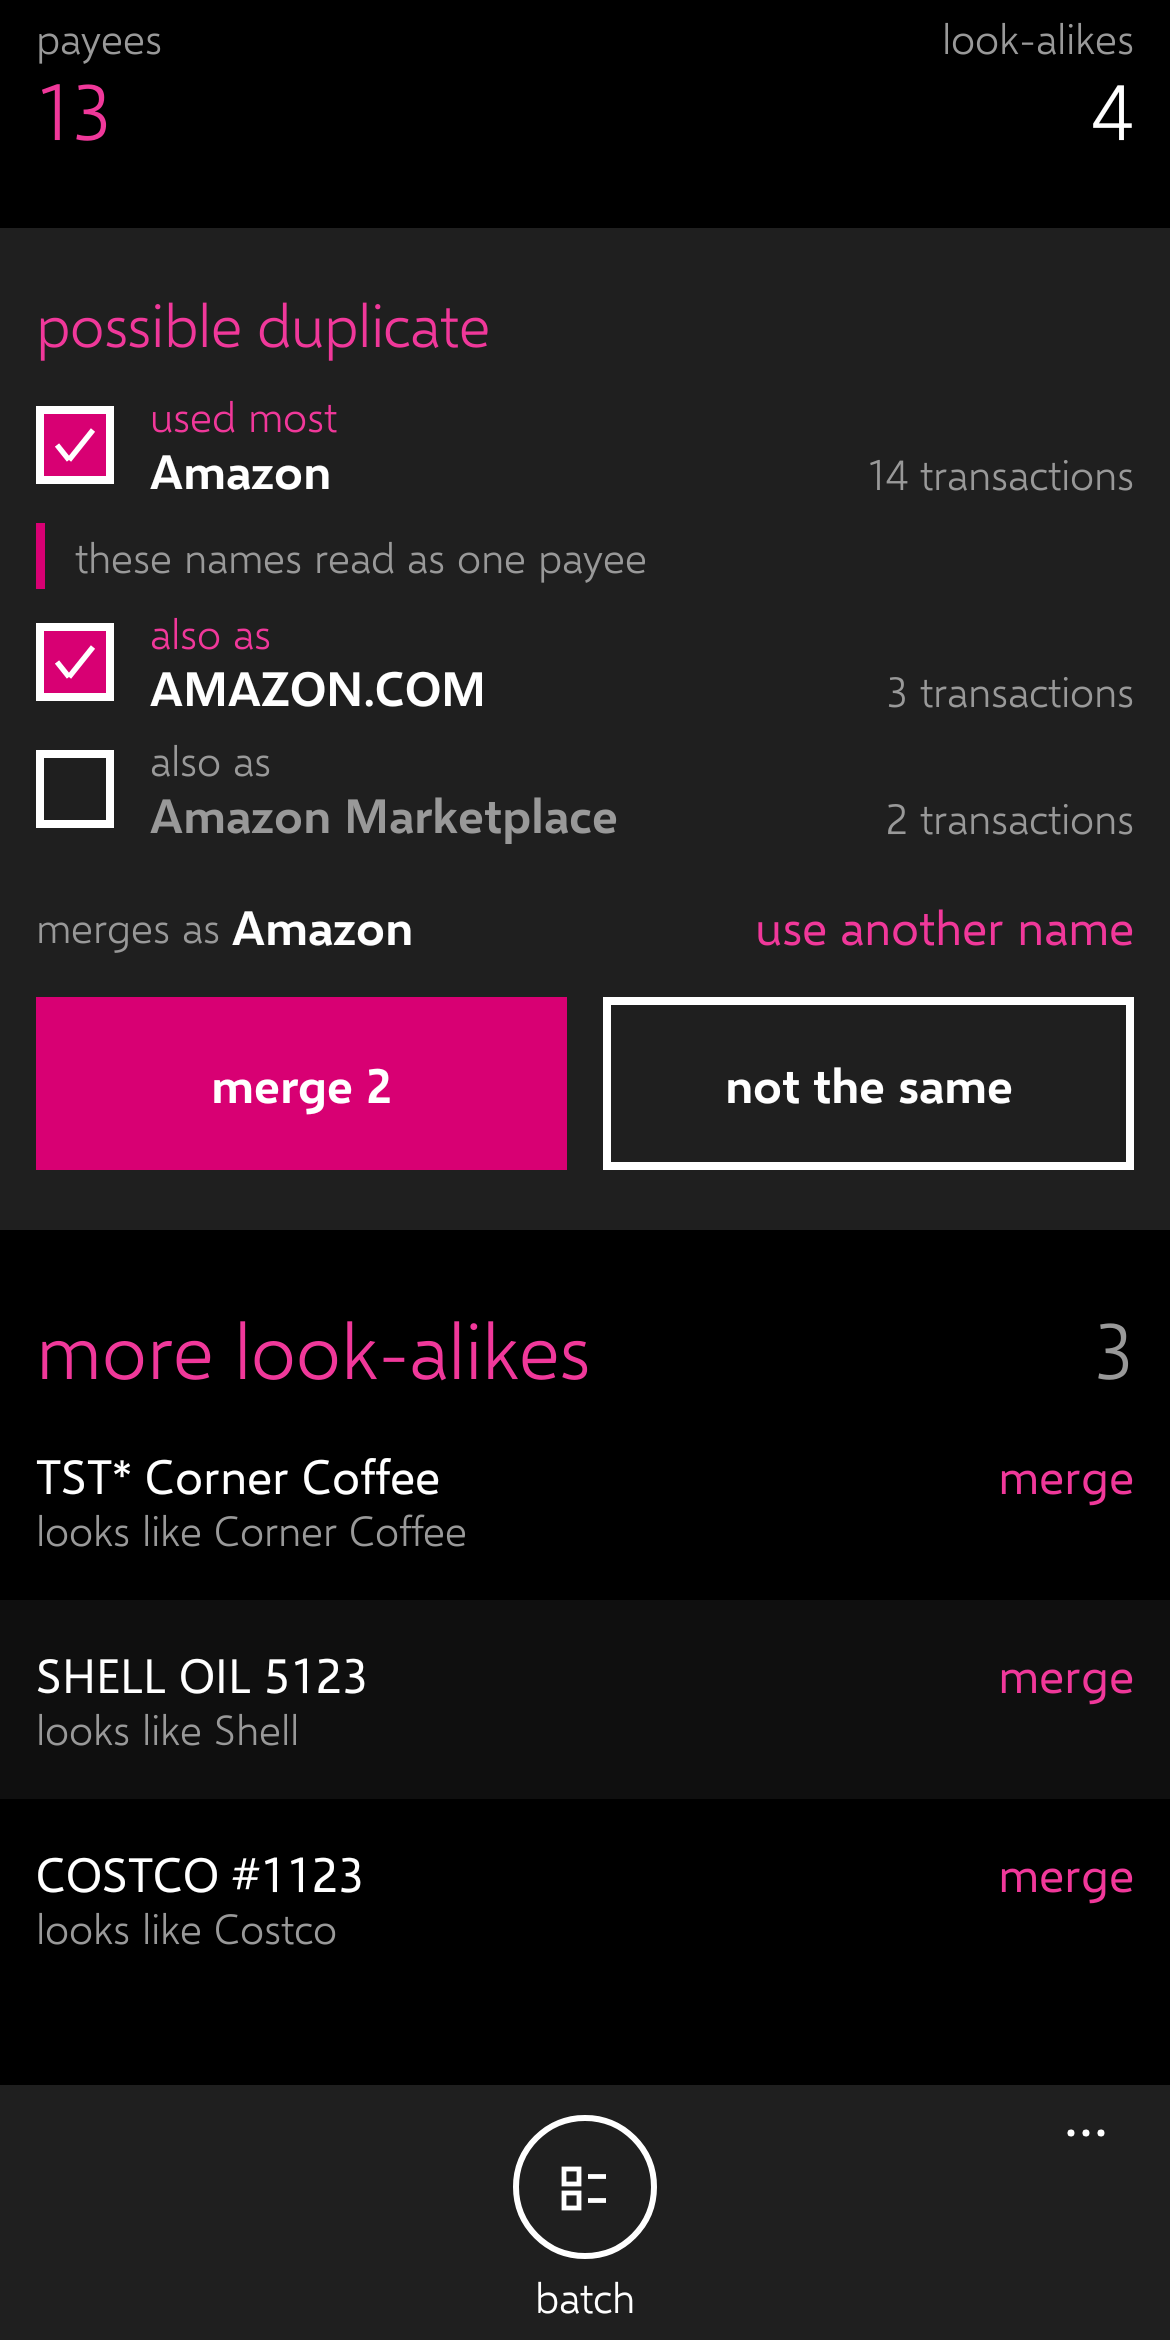 payees
look-alikes
13
4
possible duplicate
used most
Amazon
14 transactions
these names read as one payee
also as
AMAZON.COM
3 transactions
also as
Amazon Marketplace
2 transactions
merges as Amazon
use another name
merge 2
not the same
more look-alikes
3
TST* Corner Coffee
merge
looks like Corner Coffee
SHELL OIL 5123
merge
looks like Shell
COSTCO #1123
merge
looks like Costco
batch